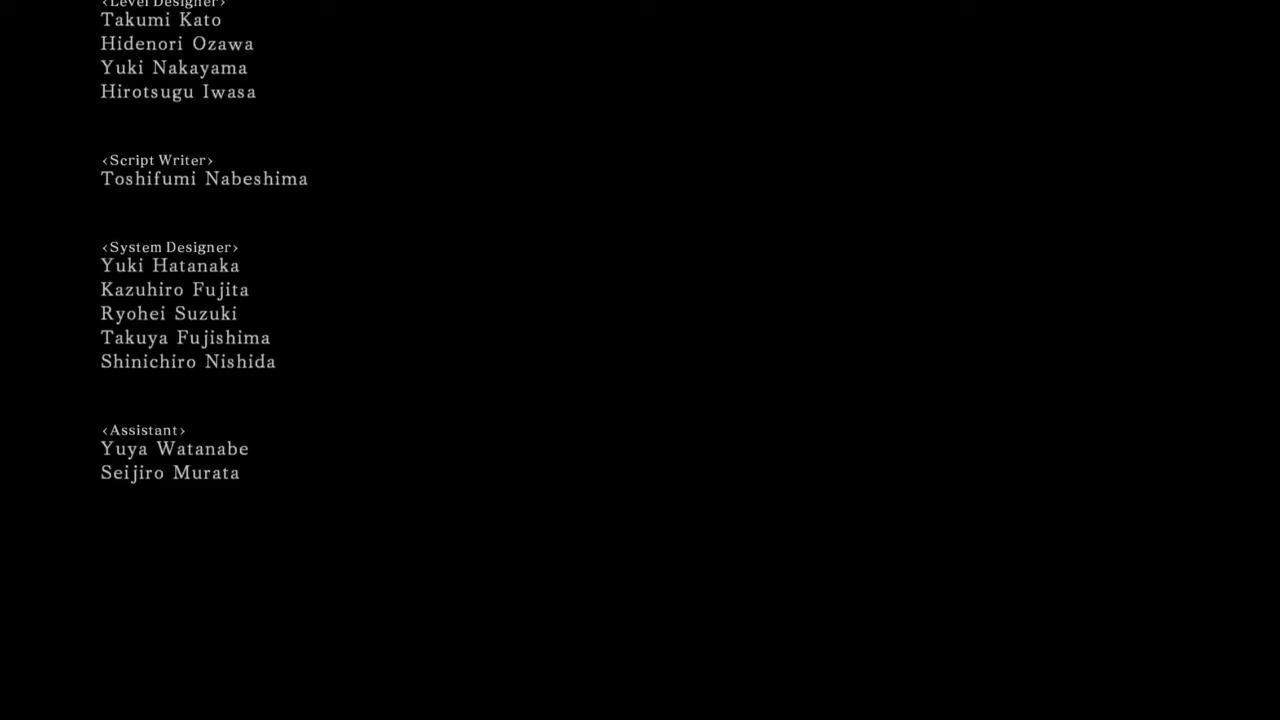 <Level Designer>
Takumi Kato
Hidenori Ozawa
Yuki Nakayama
Hirotsugu Iwasa
<Script Writer>
Toshifumi Nabeshima
<System Designer>
Yuki Hatanaka
Kazuhiro Fujita
Ryohei Suzuki
Takuya Fujishima
Shinichiro Nishida
<Assistant>
Yuya Watanabe
Seijiro Murata